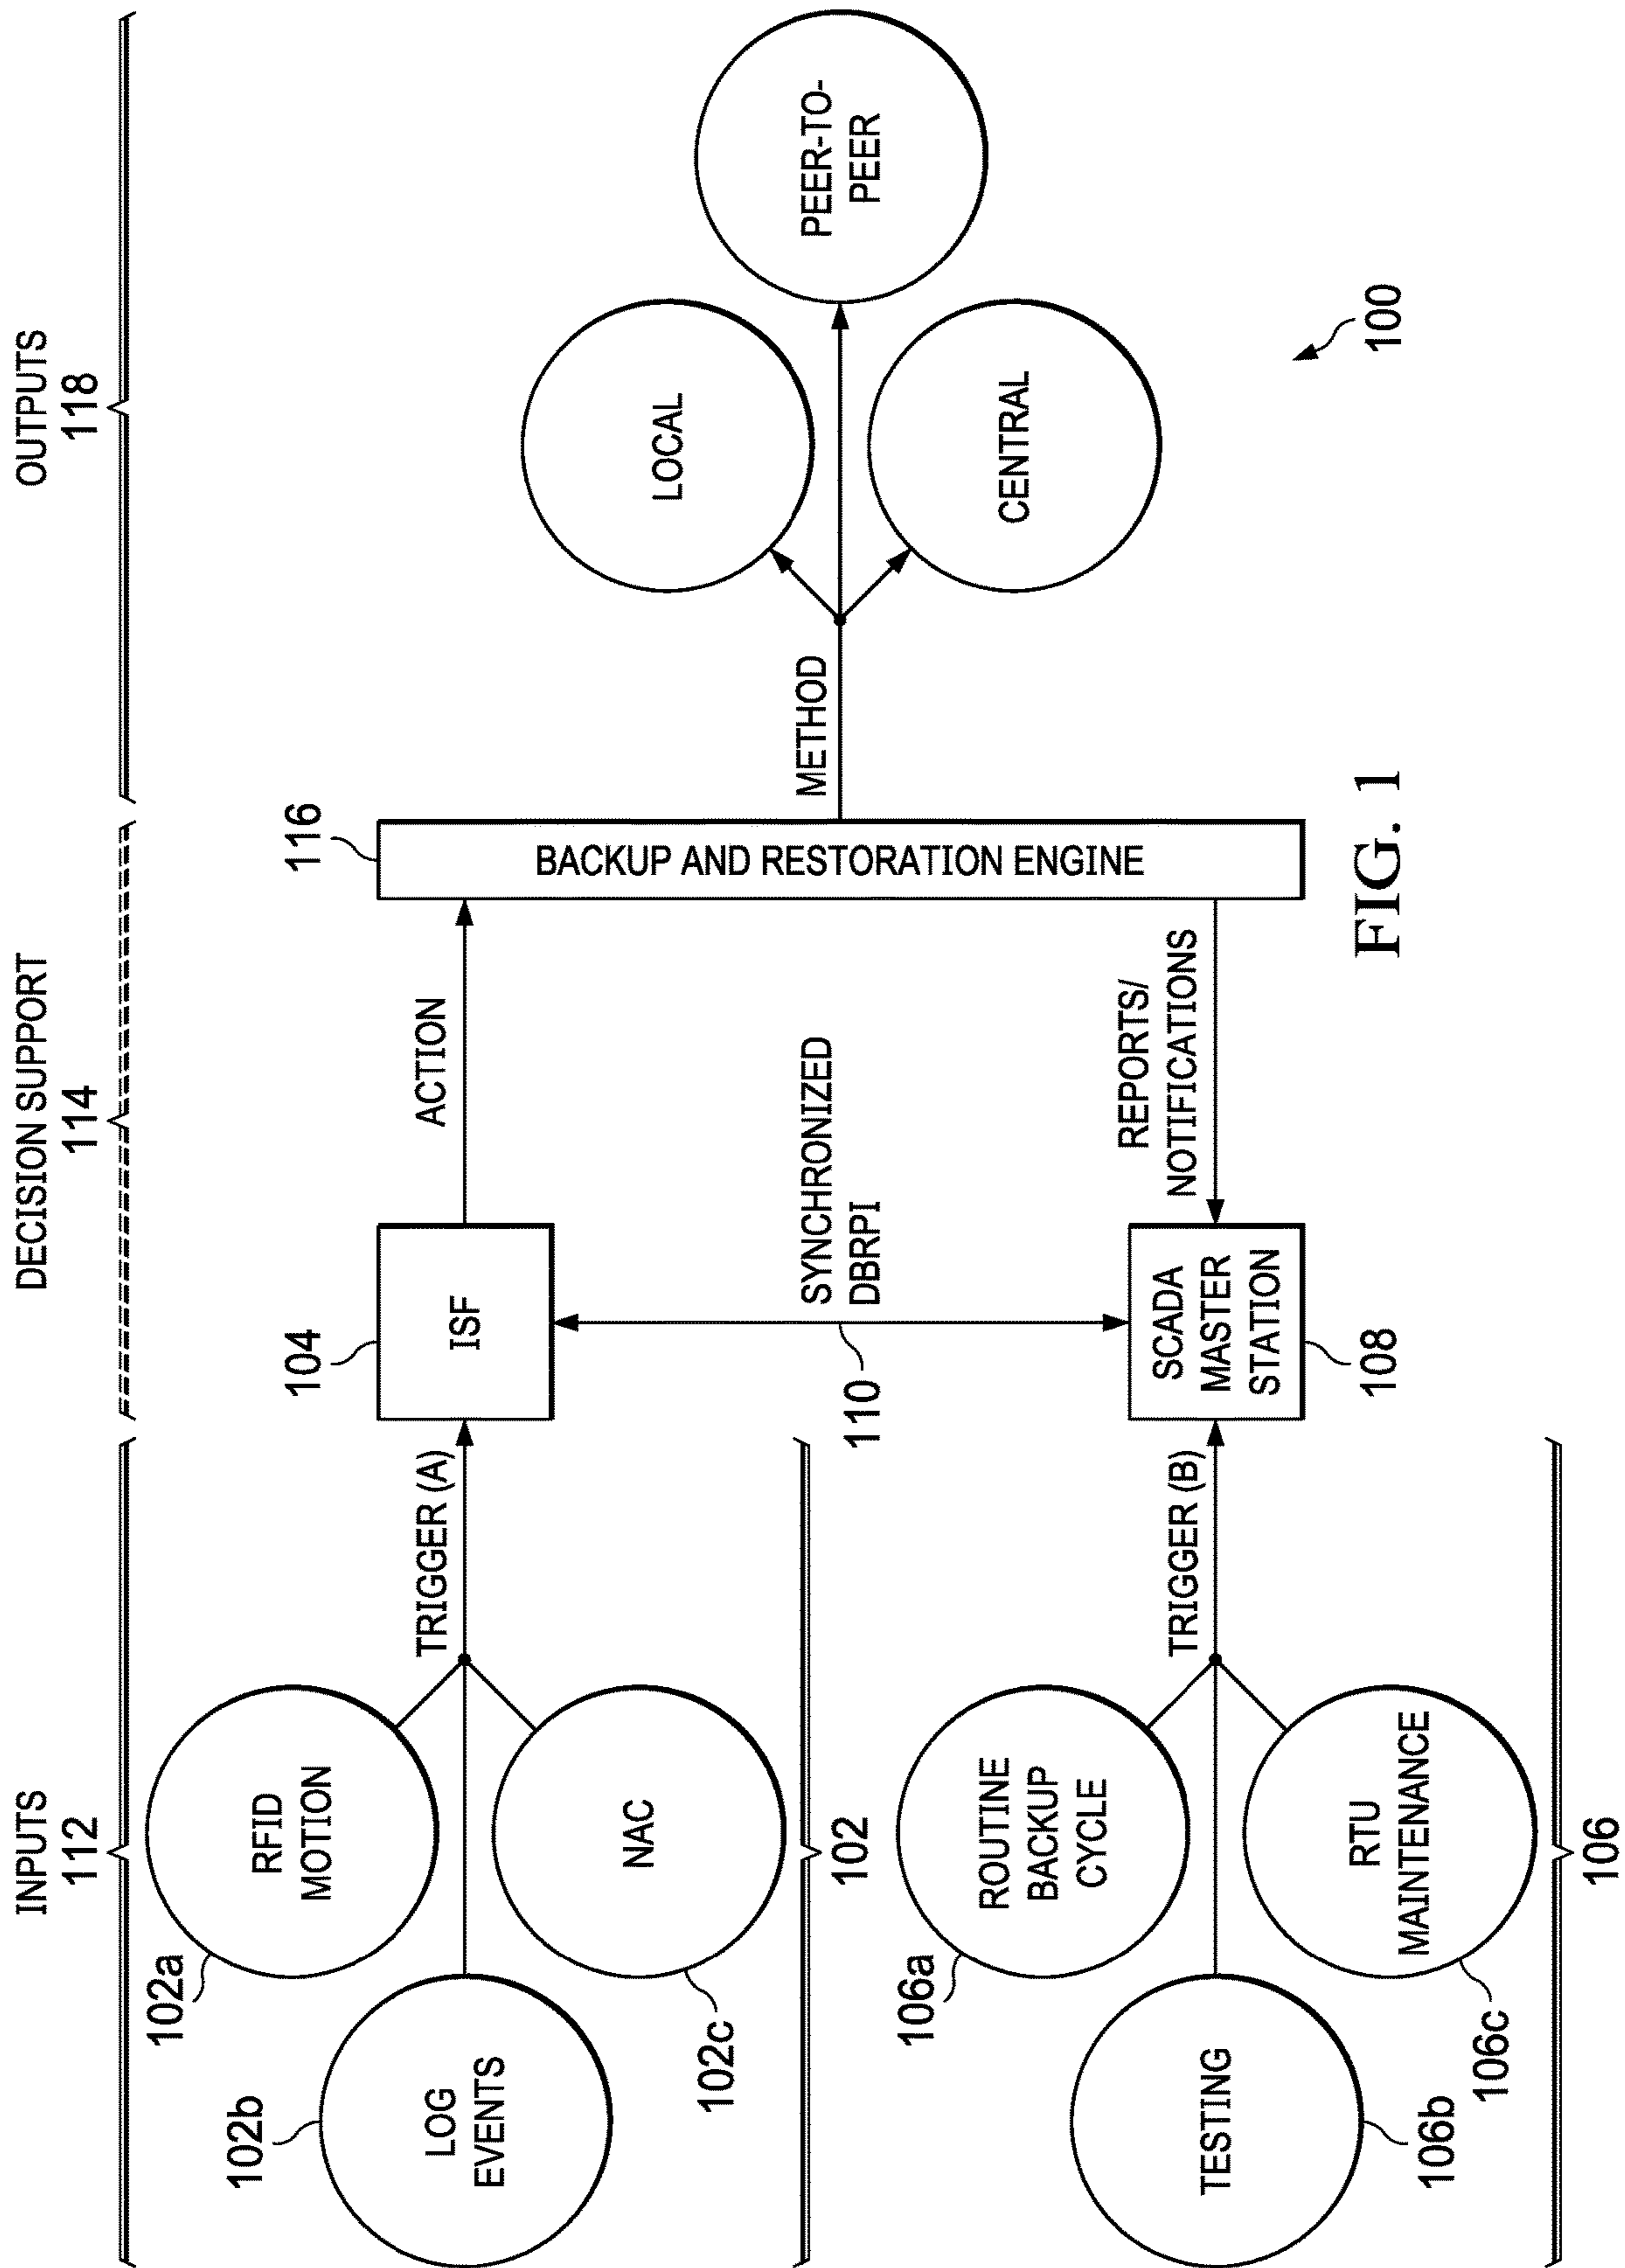 INPUTS
112
DECISION SUPPORT
114
OUTPUTS
118
102a
RFID
MOTION
102b
LOG
EVENTS
102c
NAC
TRIGGER (A)
102
104
ISF
ACTION
116
BACKUP AND RESTORATION ENGINE
METHOD
LOCAL
PEER-TO-
PEER
CENTRAL
110
SYNCHRONIZED
DBRPI
106a
ROUTINE
BACKUP
CYCLE
TESTING
106b
RTU
MAINTENANCE
106c
TRIGGER (B)
106
SCADA
MASTER
STATION
108
REPORTS/
NOTIFICATIONS
100
FIG. 1